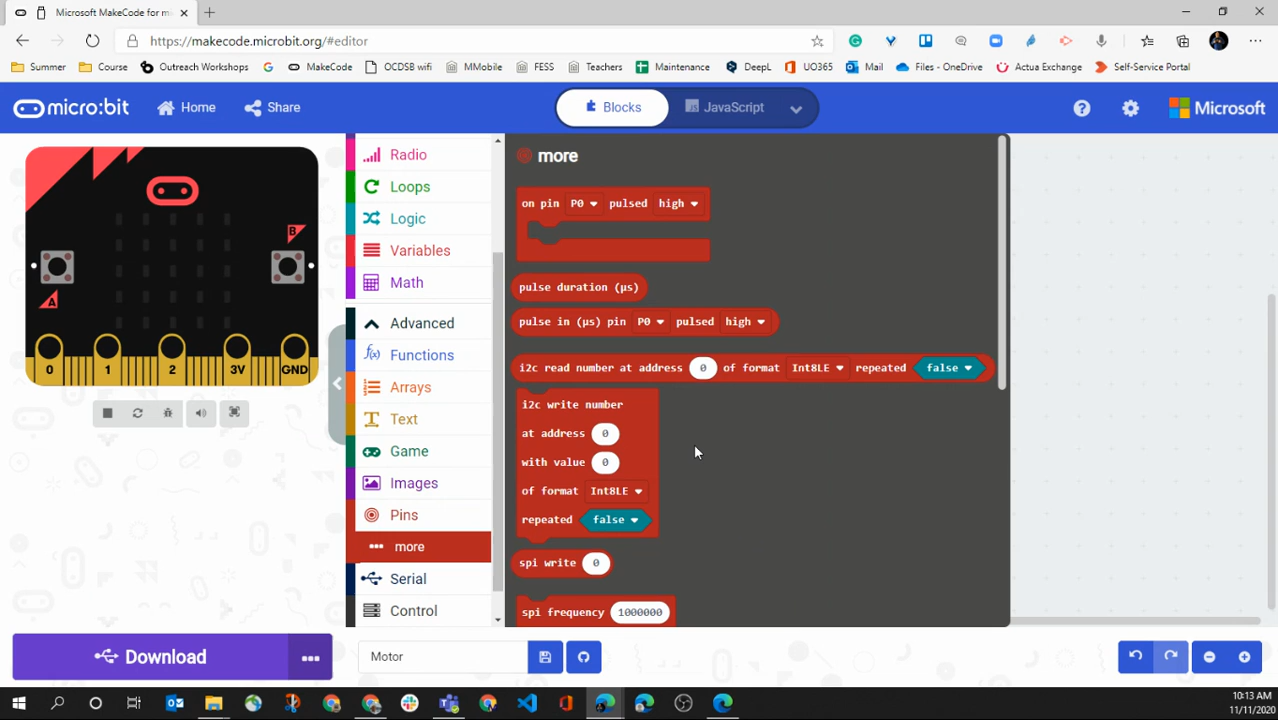 Microsoft MakeCode for mi
https://makecode.microbit.org/#editor
Summer Course Outreach Workshops MakeCode OCDSB wifi MMobile FESS Teachers Maintenance DeepL UO365 Mail Files - OneDrive Actua Exchange Self-Service Portal
micro:bit Home Share Blocks JavaScript Microsoft
B
A
0 1 2 3V GND
Radio
Loops
Logic
Variables
Math
Advanced
Functions
Arrays
Text
Game
Images
Pins
more
Serial
Control
more
on pin P0 pulsed high
pulse duration (µs)
pulse in (µs) pin P0 pulsed high
i2c read number at address 0 of format Int8LE repeated false
i2c write number
at address 0
with value 0
of format Int8LE
repeated false
spi write 0
spi frequency 1000000
Download Motor
10:13 AM
11/11/2020